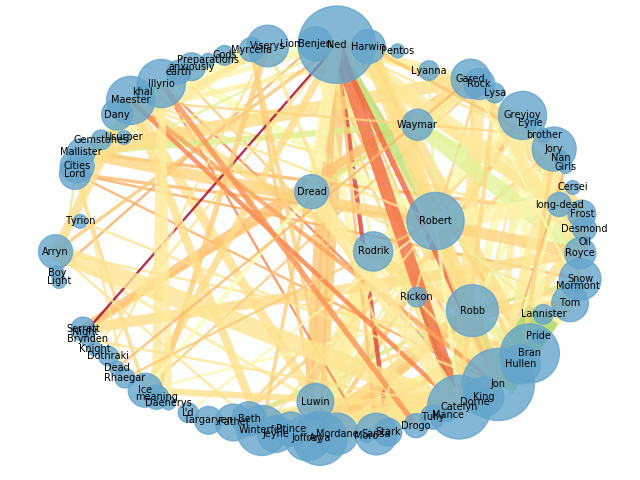 Ned
Benjen
Lion
Harwin
Viserys
Myrcella
Pentos
Gods
Preparations
anxiously
earth
Lyanna
Gared
Rock
Illyrio
khal
Lysa
Maester
Dany
Greyjoy
Eyrie
Waymar
brother
Usurper
Gemstones
Jory
Mallister
Nan
Girls
Cities
Lord
Cersei
Dread
long-dead
Frost
Tyrion
Robert
Desmond
Oil
Arryn
Rodrik
Royce
Boy
Light
Snow
Mormont
Rickon
Tom
Robb
Lannister
Serrett
Night
Brynden
Pride
Knight
Bran
Dothraki
Hullen
Dead
Rhaegar
Jon
Ice
meaning
King
Daenerys
Luwin
Dorne
Catelyn
L'd
Mance
Targaryen
Tully
Father
Beth
Drogo
Winterfell
Prince
Jeyne
Mordane
Sansa
Stark
Moro
Joffrey
Arya